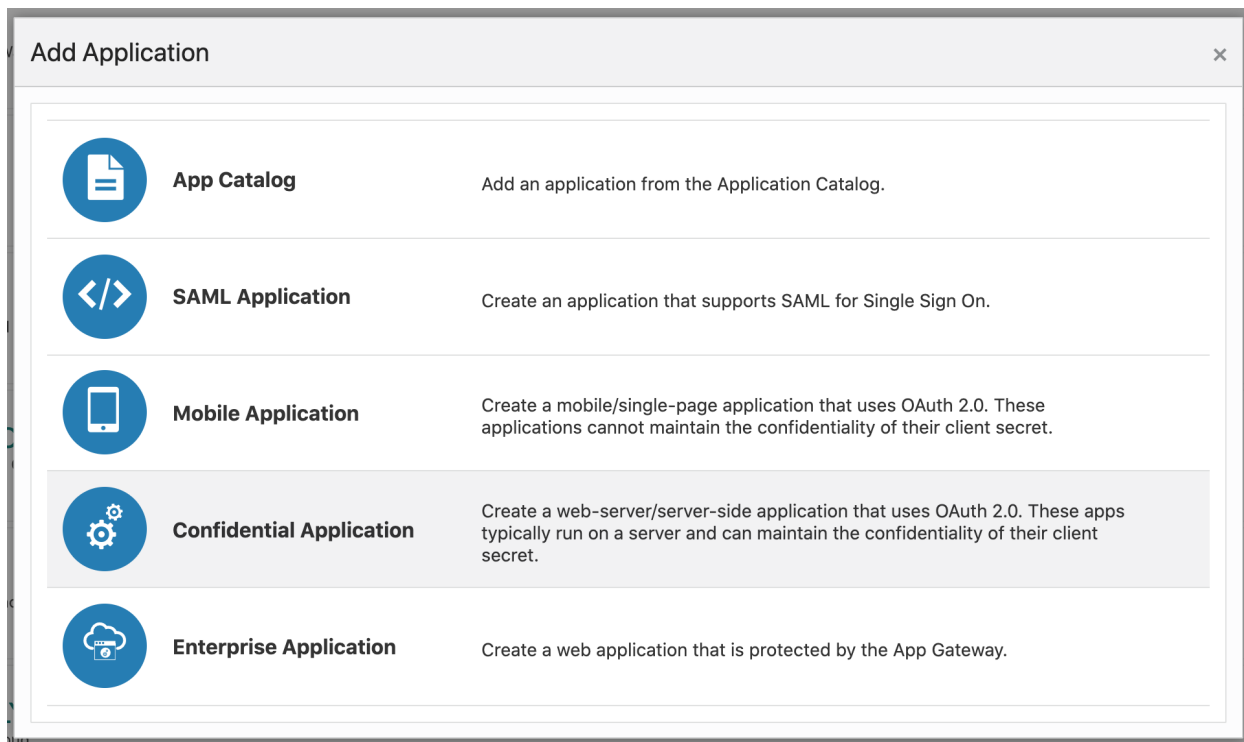 Add Application
×
App Catalog
Add an application from the Application Catalog.
SAML Application
Create an application that supports SAML for Single Sign On.
Mobile Application
Create a mobile/single-page application that uses OAuth 2.0. These
applications cannot maintain the confidentiality of their client secret.
Confidential Application
Create a web-server/server-side application that uses OAuth 2.0. These apps
typically run on a server and can maintain the confidentiality of their client
secret.
Enterprise Application
Create a web application that is protected by the App Gateway.